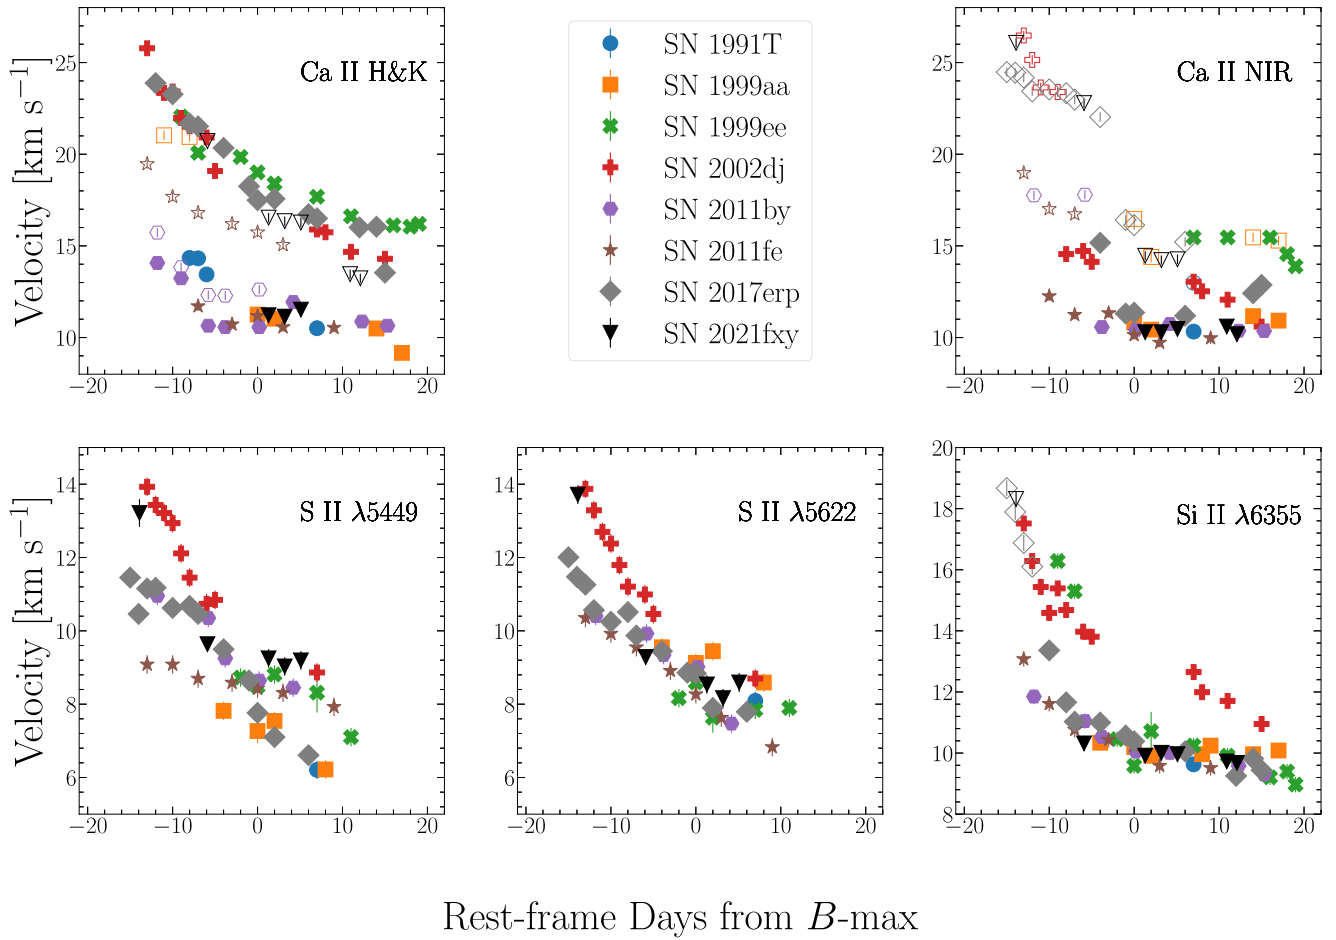 Ca II H&K
25
20
15
10
−20 −10 0 10 20
Velocity [km s⁻¹]
SN 1991T
SN 1999aa
SN 1999ee
SN 2002dj
SN 2011by
SN 2011fe
SN 2017erp
SN 2021fxy
Ca II NIR
25
20
15
10
−20 −10 0 10 20
S II λ5449
14
12
10
8
6
−20 −10 0 10 20
Velocity [km s⁻¹]
S II λ5622
14
12
10
8
6
−20 −10 0 10 20
Si II λ6355
20
18
16
14
12
10
8
−20 −10 0 10 20
Rest-frame Days from B-max